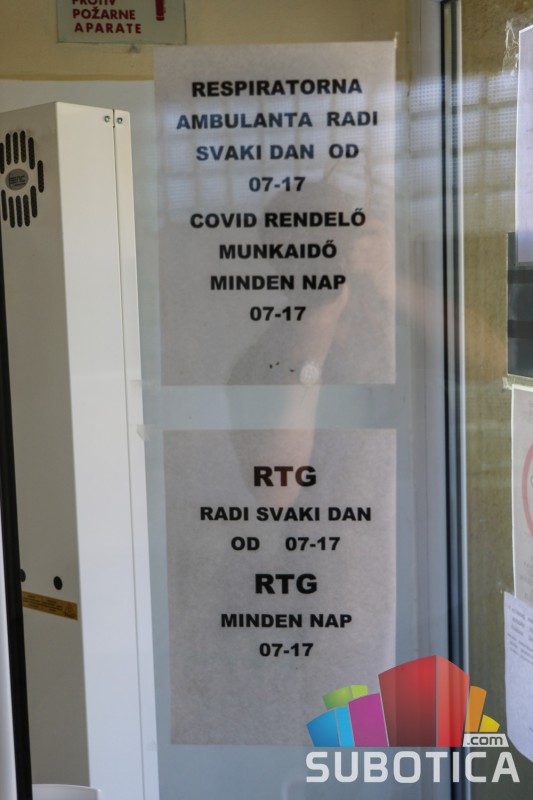 PROTIV
POŽARNE
APARATE
RESPIRATORNA
AMBULANTA RADI
SVAKI DAN OD
07-17
COVID RENDELŐ
MUNKAIDŐ
MINDEN NAP
07-17
RTG
RADI SVAKI DAN
OD 07-17
RTG
MINDEN NAP
07-17
.com
SUBOTICA